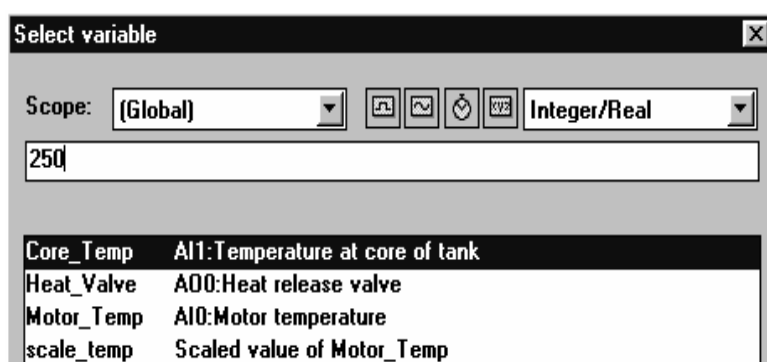 Select variable
Scope: (Global) xyz Integer/Real
250
Core_Temp AI1:Temperature at core of tank
Heat_Valve AO0:Heat release valve
Motor_Temp AI0:Motor temperature
scale_temp Scaled value of Motor_Temp